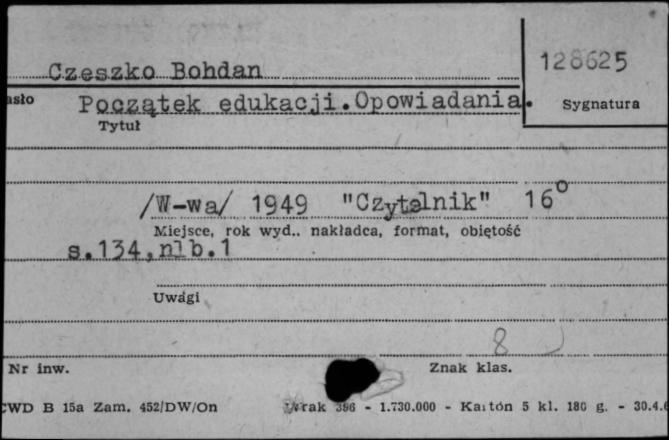 Czeszko Bohdan
128625
asło
Początek edukacji.Opowiadania.
Sygnatura
Tytuł
/W-wa/ 1949 "Czytelnik" 16°
Miejsce, rok wyd., nakładca, format, objętość
s.134,nlb.1
Uwagi
8
Nr inw.
Znak klas.
CWD B 15a Zam. 452/DW/On
396 - 1.730.000 - Karton 5 kl. 180 g. - 30.4.6